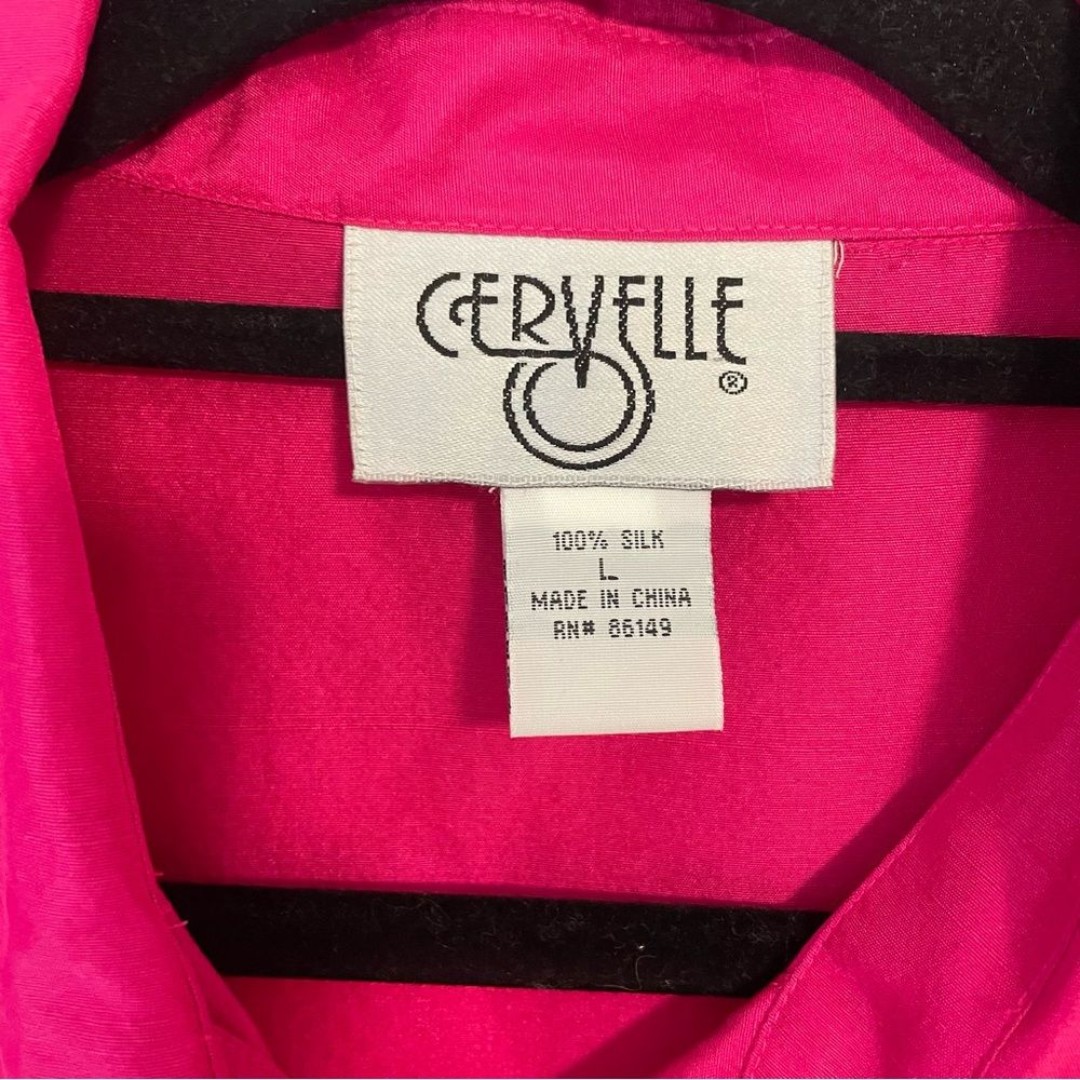 CERVELLE
®
100% SILK
L
MADE IN CHINA
RN# 86149